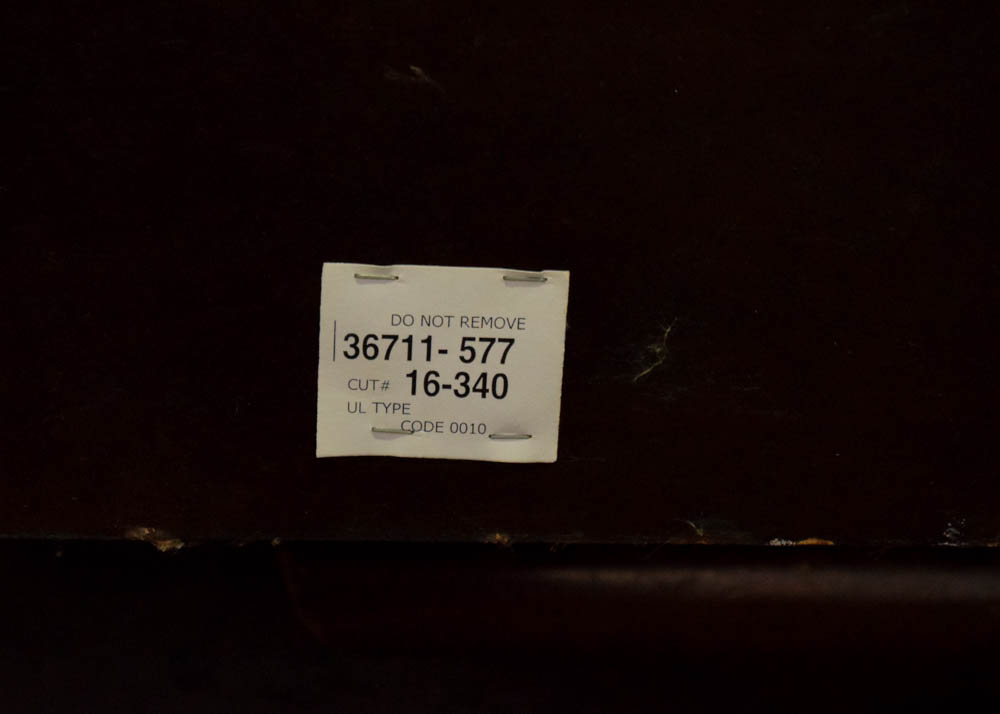 DO NOT REMOVE
36711- 577
CUT# 16-340
UL TYPE
CODE 0010